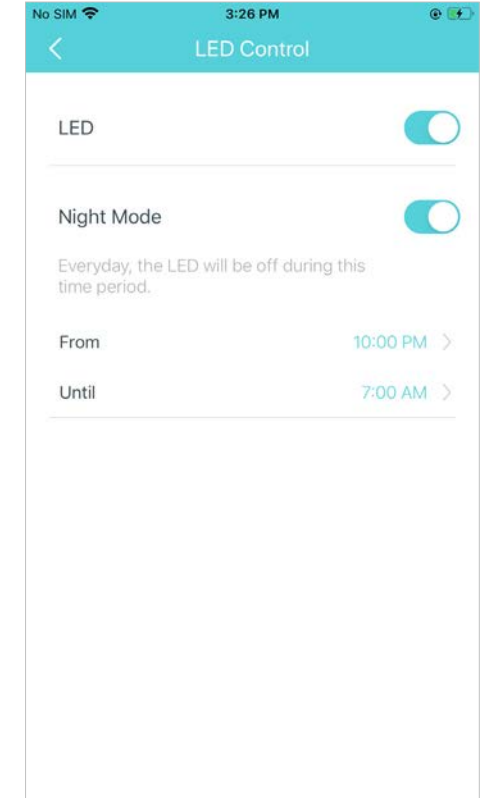 No SIM 3:26 PM
LED Control
LED
Night Mode
Everyday, the LED will be off during this
time period.
From 10:00 PM
Until 7:00 AM